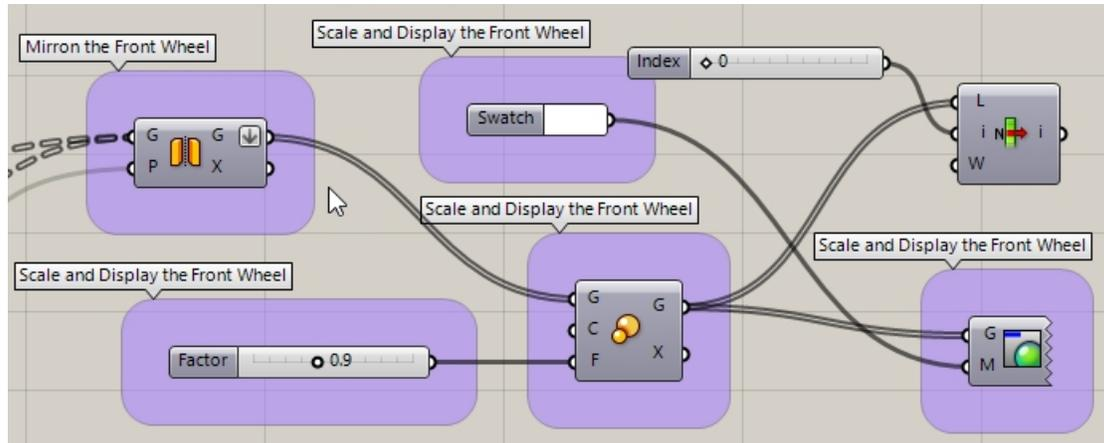 Mirron the Front Wheel
Scale and Display the Front Wheel
Index 0
Swatch
G G
P X
L
i N i
W
Scale and Display the Front Wheel
Scale and Display the Front Wheel
Scale and Display the Front Wheel
G G
C
F X
Factor 0.9
G
M